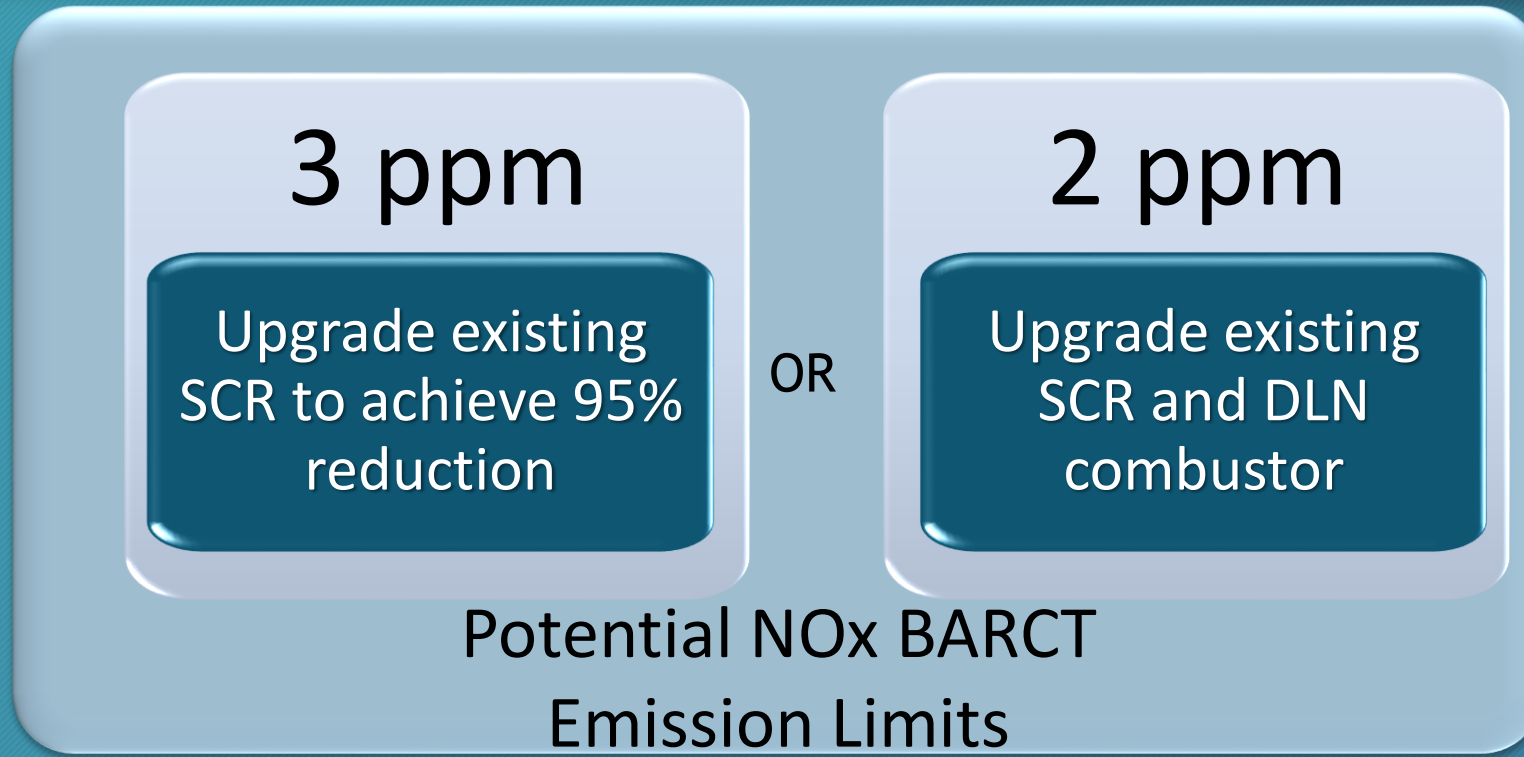 3 ppm
Upgrade existing
SCR to achieve 95%
reduction
OR
2 ppm
Upgrade existing
SCR and DLN
combustor
Potential NOx BARCT
Emission Limits